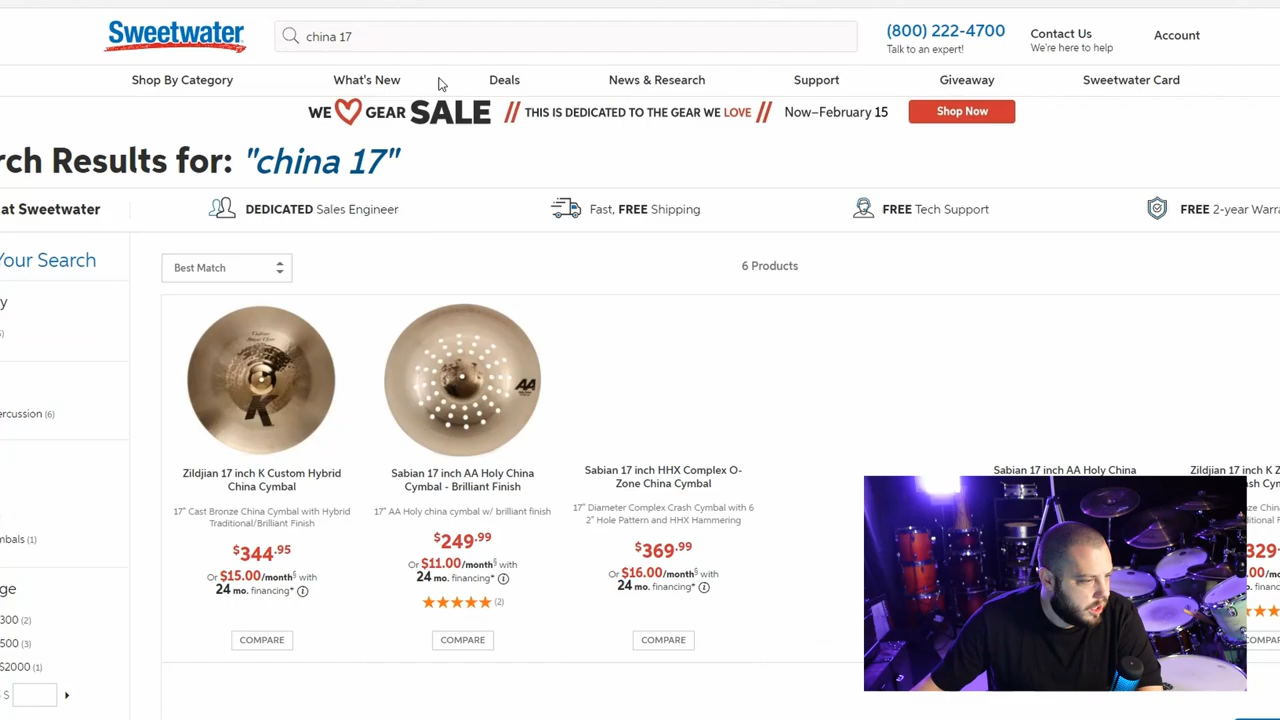 Sweetwater
china 17
(800) 222-4700
Talk to an expert!
Contact Us
We're here to help
Account
Shop By Category
What's New
Deals
News & Research
Support
Giveaway
Sweetwater Card
WE GEAR SALE // THIS IS DEDICATED TO THE GEAR WE LOVE // Now–February 15
Shop Now
rch Results for: "china 17"
at Sweetwater
DEDICATED Sales Engineer
Fast, FREE Shipping
FREE Tech Support
FREE 2-year Warra
Your Search
y
ercussion (6)
mbals (1)
ge
300 (2)
500 (3)
$2000 (1)
$
Best Match
6 Products
K
Zildjian 17 inch K Custom Hybrid
China Cymbal
17" Cast Bronze China Cymbal with Hybrid
Traditional/Brilliant Finish
$344.95
Or $15.00/month§ with
24 mo. financing*
COMPARE
AA
Sabian 17 inch AA Holy China
Cymbal - Brilliant Finish
17" AA Holy china cymbal w/ brilliant finish
$249.99
Or $11.00/month§ with
24 mo. financing*
(2)
COMPARE
Sabian 17 inch HHX Complex O-
Zone China Cymbal
17" Diameter Complex Crash Cymbal with 6
2" Hole Pattern and HHX Hammering
$369.99
Or $16.00/month§ with
24 mo. financing*
COMPARE
Sabian 17 inch AA Holy China
Zildjian 17 inch K Z